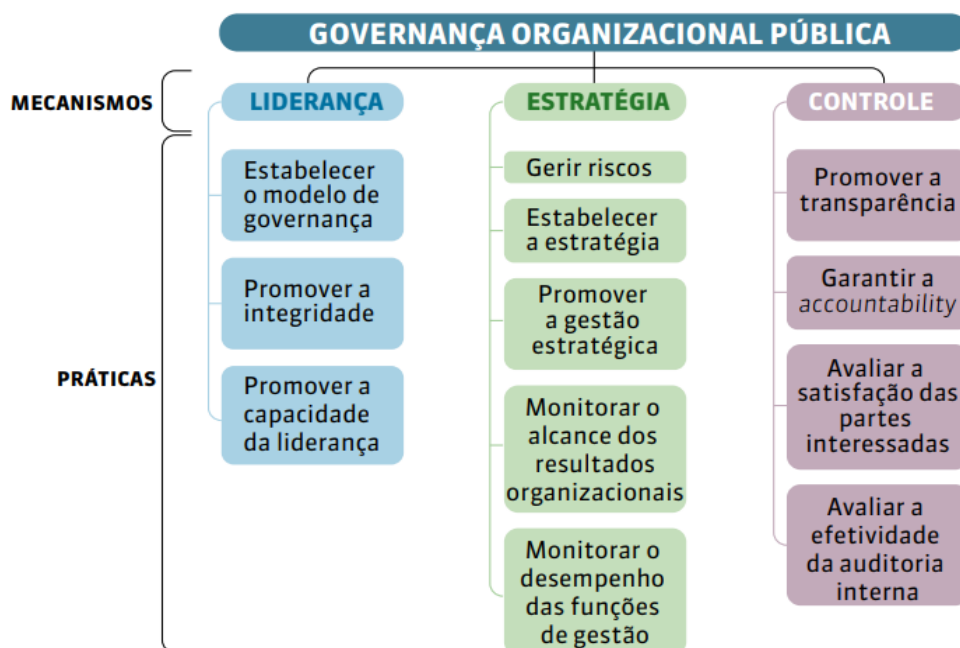 GOVERNANÇA ORGANIZACIONAL PÚBLICA
MECANISMOS
LIDERANÇA
ESTRATÉGIA
CONTROLE
PRÁTICAS
Estabelecer
o modelo de
governança
Promover a
integridade
Promover a
capacidade
da liderança
Gerir riscos
Estabelecer
a estratégia
Promover
a gestão
estratégica
Monitorar o
alcance dos
resultados
organizacionais
Monitorar o
desempenho
das funções
de gestão
Promover a
transparência
Garantir a
accountability
Avaliar a
satisfação das
partes
interessadas
Avaliar a
efetividade
da auditoria
interna